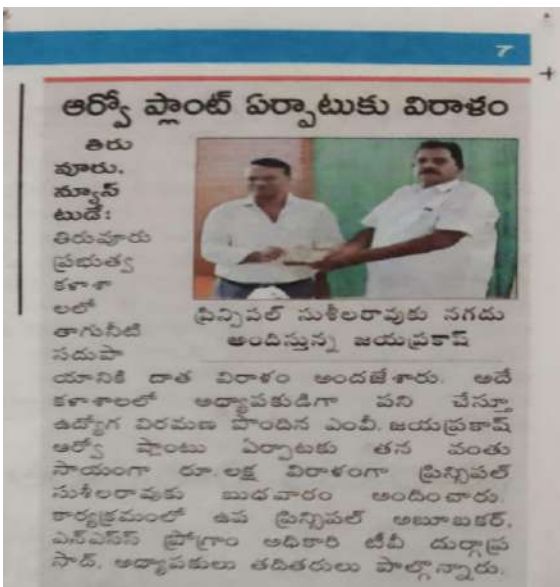 7
ఆర్వో ప్లాంట్ ఏర్పాటుకు విరాళం
తిరు
వూరు,
న్యూస్
టుడే:
తిరువూరు
ప్రభుత్వ
కళాశా
లలో
తాగునీటి
సదుపా
ప్రిన్సిపల్ సుశీలరావుకు నగదు
అందిస్తున్న జయప్రకాష్
యానికి దాత విరాళం అందజేశారు. అదే
కళాశాలలో అధ్యాపకుడిగా పని చేస్తూ
ఉద్యోగ విరమణ పొందిన ఎంవీ. జయప్రకాష్
ఆర్వో ప్లాంటు ఏర్పాటకు తన వంతు
సాయంగా రూ.లక్ష విరాళంగా ప్రిన్సిపల్
సుశీలరావుకు బుధవారం అందించారు.
కార్యక్రమంలో ఉప ప్రిన్సిపల్ అబూబకర్,
ఎన్ఎస్ఎస్ ప్రోగ్రాం అధికారి టీవీ దుర్గాప్ర
సాద్, అధ్యాపకులు తదితరులు పాల్గొన్నారు.